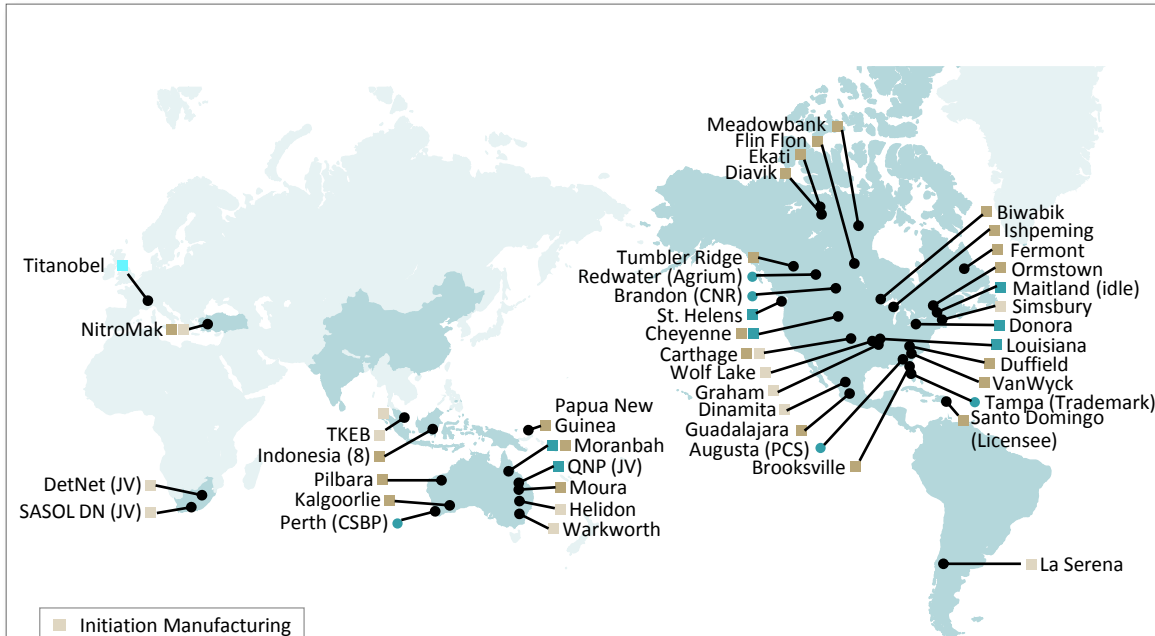 Meadowbank
Flin Flon
Ekati
Diavik
Biwabik
Ishpeming
Fermont
Ormstown
Maitland (idle)
Simsbury
Donora
Louisiana
Duffield
VanWyck
Tampa (Trademark)
Santo Domingo
(Licensee)
Tumbler Ridge
Redwater (Agrium)
Brandon (CNR)
St. Helens
Cheyenne
Carthage
Wolf Lake
Graham
Dinamita
Guadalajara
Augusta (PCS)
Brooksville
Titanobel
NitroMak
TKEB
Indonesia (8)
Papua New
Guinea
Moranbah
QNP (JV)
Moura
Helidon
Warkworth
Pilbara
Kalgoorlie
Perth (CSBP)
DetNet (JV)
SASOL DN (JV)
La Serena
Initiation Manufacturing